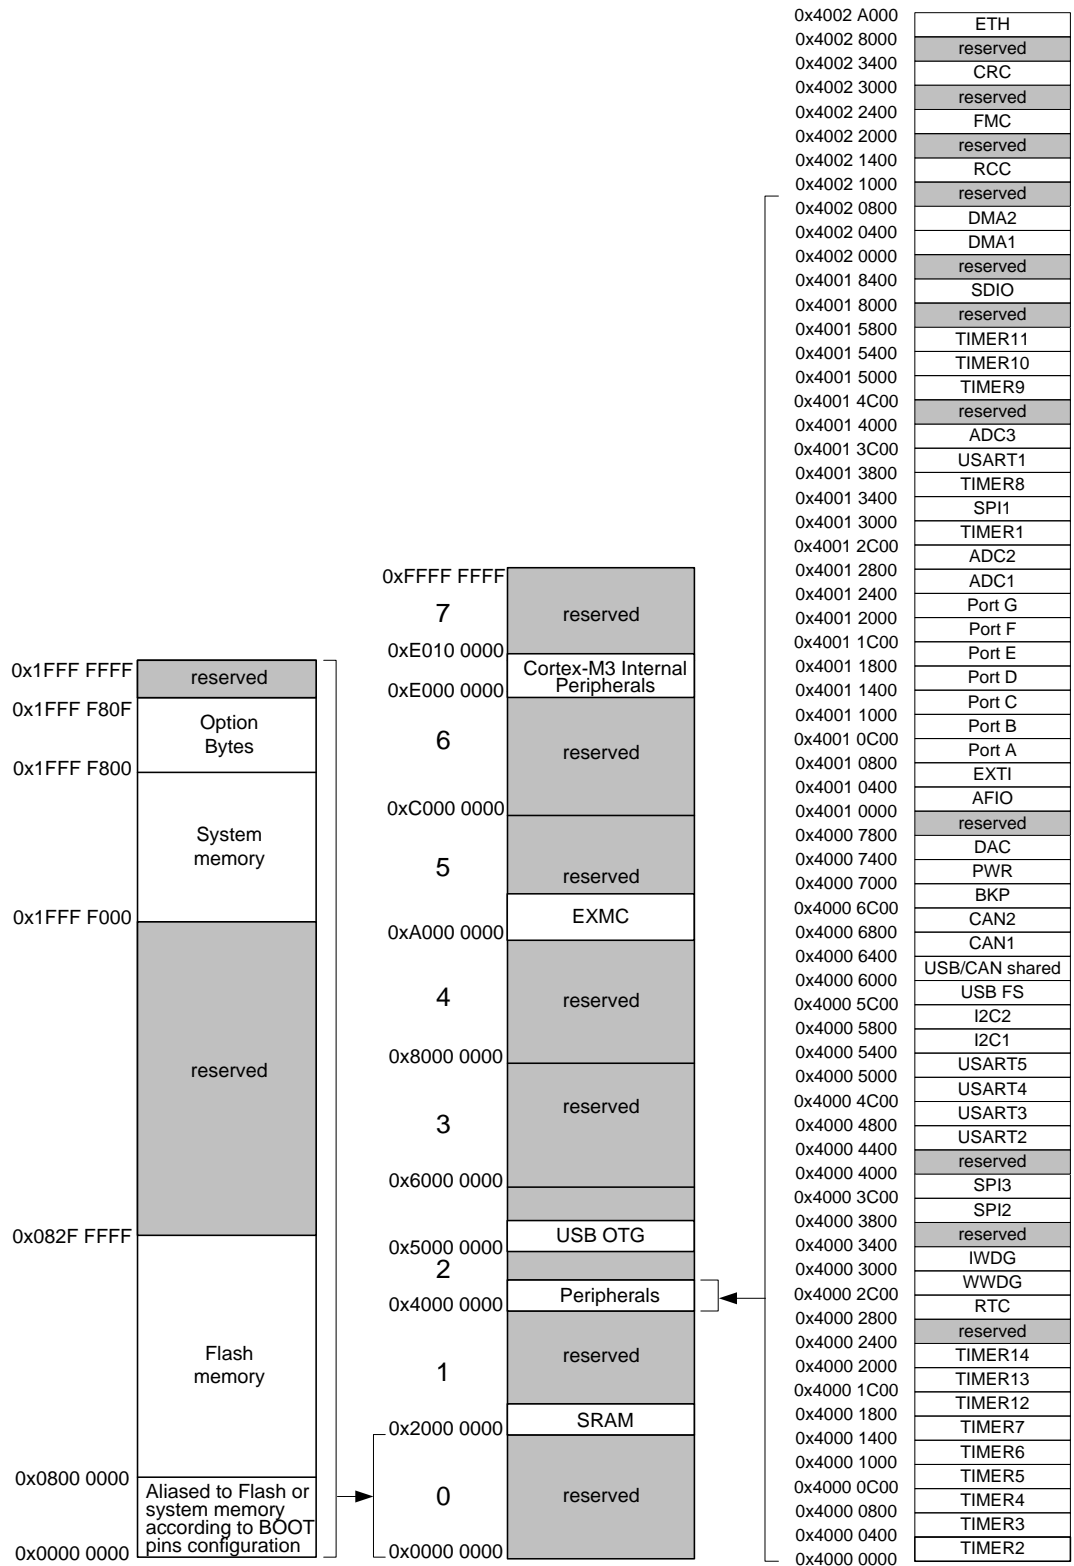 0x1FFF FFFF
reserved
0x1FFF F80F
Option
Bytes
0x1FFF F800
System
memory
0x1FFF F000
reserved
0x082F FFFF
Flash
memory
0x0800 0000
Aliased to Flash or
system memory
according to BOOT
pins configuration
0x0000 0000
0xFFFF FFFF
7
reserved
0xE010 0000
Cortex-M3 Internal
Peripherals
0xE000 0000
6
reserved
0xC000 0000
5
reserved
EXMC
0xA000 0000
4
reserved
0x8000 0000
reserved
3
0x6000 0000
USB OTG
0x5000 0000
2
Peripherals
0x4000 0000
reserved
1
SRAM
0x2000 0000
0
reserved
0x0000 0000
0x4002 A000
ETH
0x4002 8000
reserved
0x4002 3400
CRC
0x4002 3000
reserved
0x4002 2400
FMC
0x4002 2000
reserved
0x4002 1400
RCC
0x4002 1000
reserved
0x4002 0800
DMA2
0x4002 0400
DMA1
0x4002 0000
reserved
0x4001 8400
SDIO
0x4001 8000
reserved
0x4001 5800
TIMER11
0x4001 5400
TIMER10
0x4001 5000
TIMER9
0x4001 4C00
reserved
0x4001 4000
ADC3
0x4001 3C00
USART1
0x4001 3800
TIMER8
0x4001 3400
SPI1
0x4001 3000
TIMER1
0x4001 2C00
ADC2
0x4001 2800
ADC1
0x4001 2400
Port G
0x4001 2000
Port F
0x4001 1C00
Port E
0x4001 1800
Port D
0x4001 1400
Port C
0x4001 1000
Port B
0x4001 0C00
Port A
0x4001 0800
EXTI
0x4001 0400
AFIO
0x4001 0000
reserved
0x4000 7800
DAC
0x4000 7400
PWR
0x4000 7000
BKP
0x4000 6C00
CAN2
0x4000 6800
CAN1
0x4000 6400
USB/CAN shared
0x4000 6000
USB FS
0x4000 5C00
I2C2
0x4000 5800
I2C1
0x4000 5400
USART5
0x4000 5000
USART4
0x4000 4C00
USART3
0x4000 4800
USART2
0x4000 4400
reserved
0x4000 4000
SPI3
0x4000 3C00
SPI2
0x4000 3800
reserved
0x4000 3400
IWDG
0x4000 3000
WWDG
0x4000 2C00
RTC
0x4000 2800
reserved
0x4000 2400
TIMER14
0x4000 2000
TIMER13
0x4000 1C00
TIMER12
0x4000 1800
TIMER7
0x4000 1400
TIMER6
0x4000 1000
TIMER5
0x4000 0C00
TIMER4
0x4000 0800
TIMER3
0x4000 0400
TIMER2
0x4000 0000